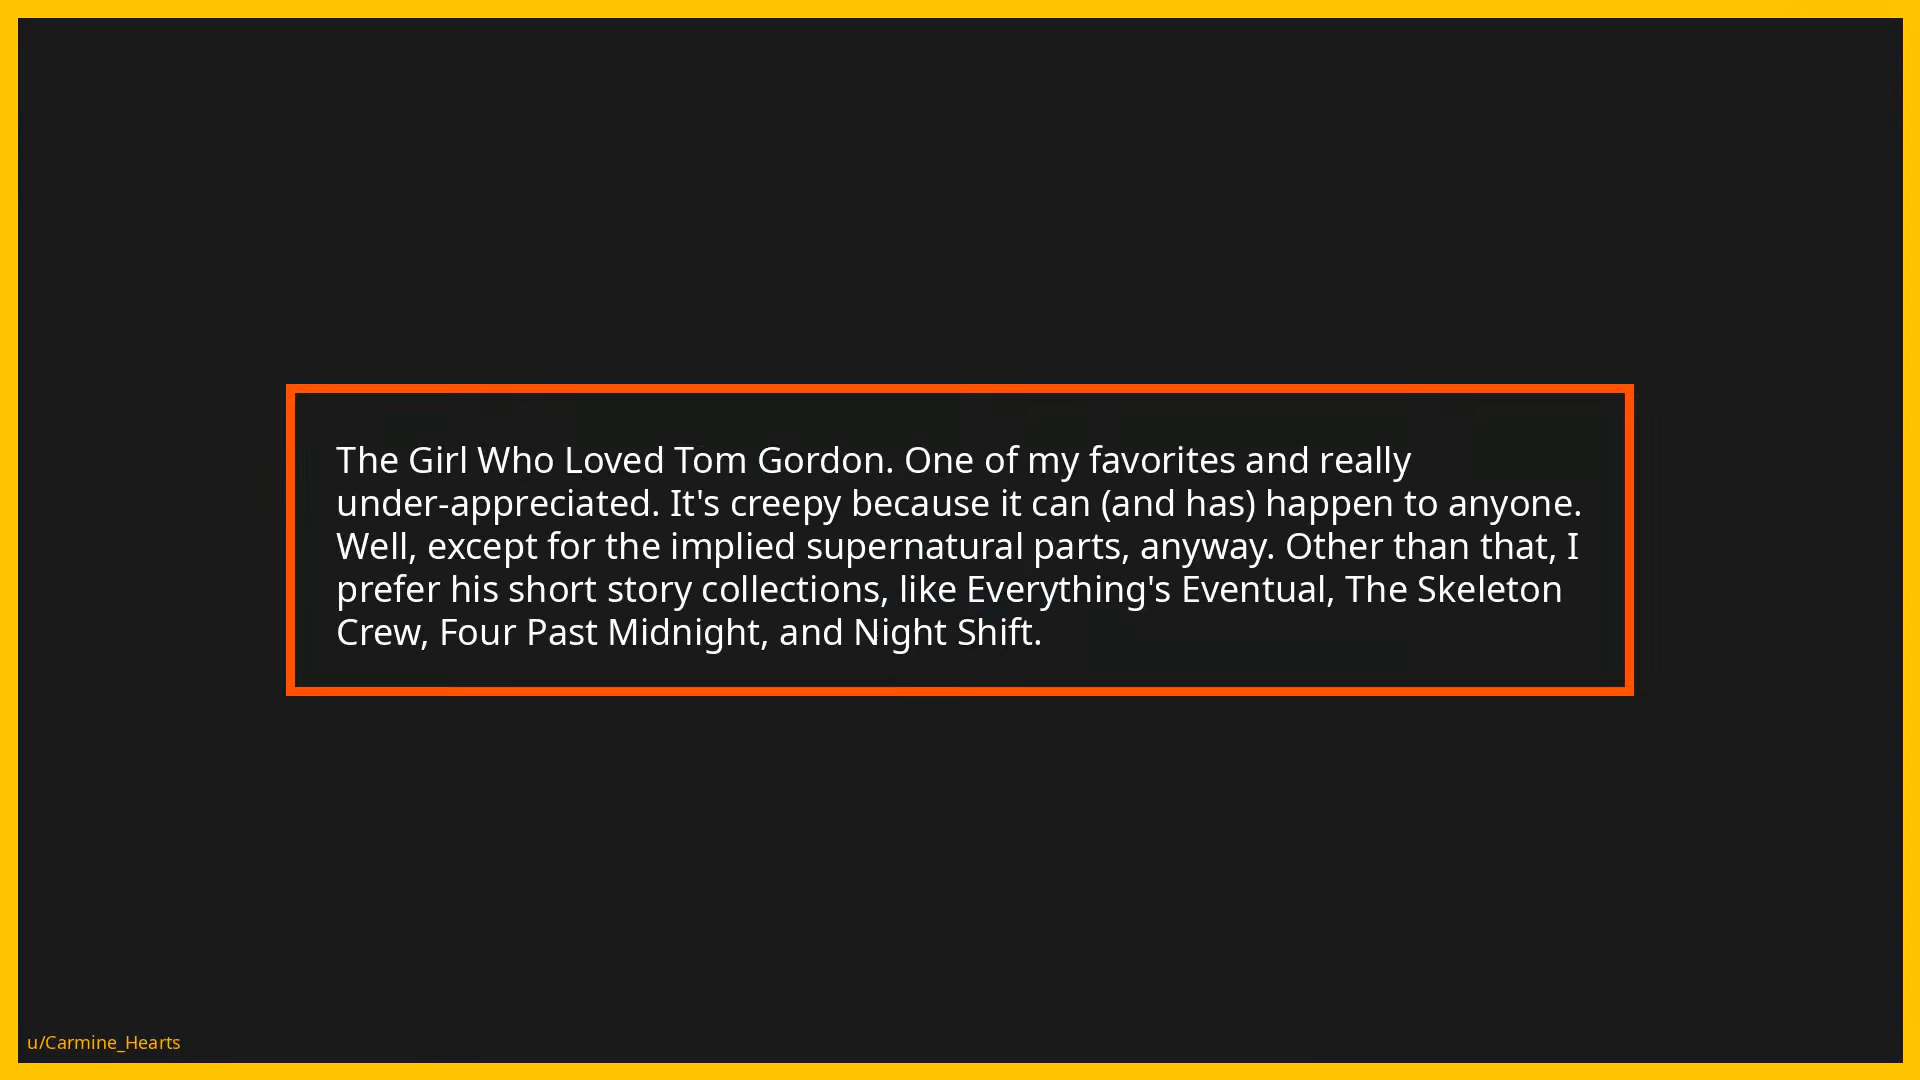 The Girl Who Loved Tom Gordon. One of my favorites and really
under-appreciated. It's creepy because it can (and has) happen to anyone.
Well, except for the implied supernatural parts, anyway. Other than that, I
prefer his short story collections, like Everything's Eventual, The Skeleton
Crew, Four Past Midnight, and Night Shift.
u/Carmine_Hearts